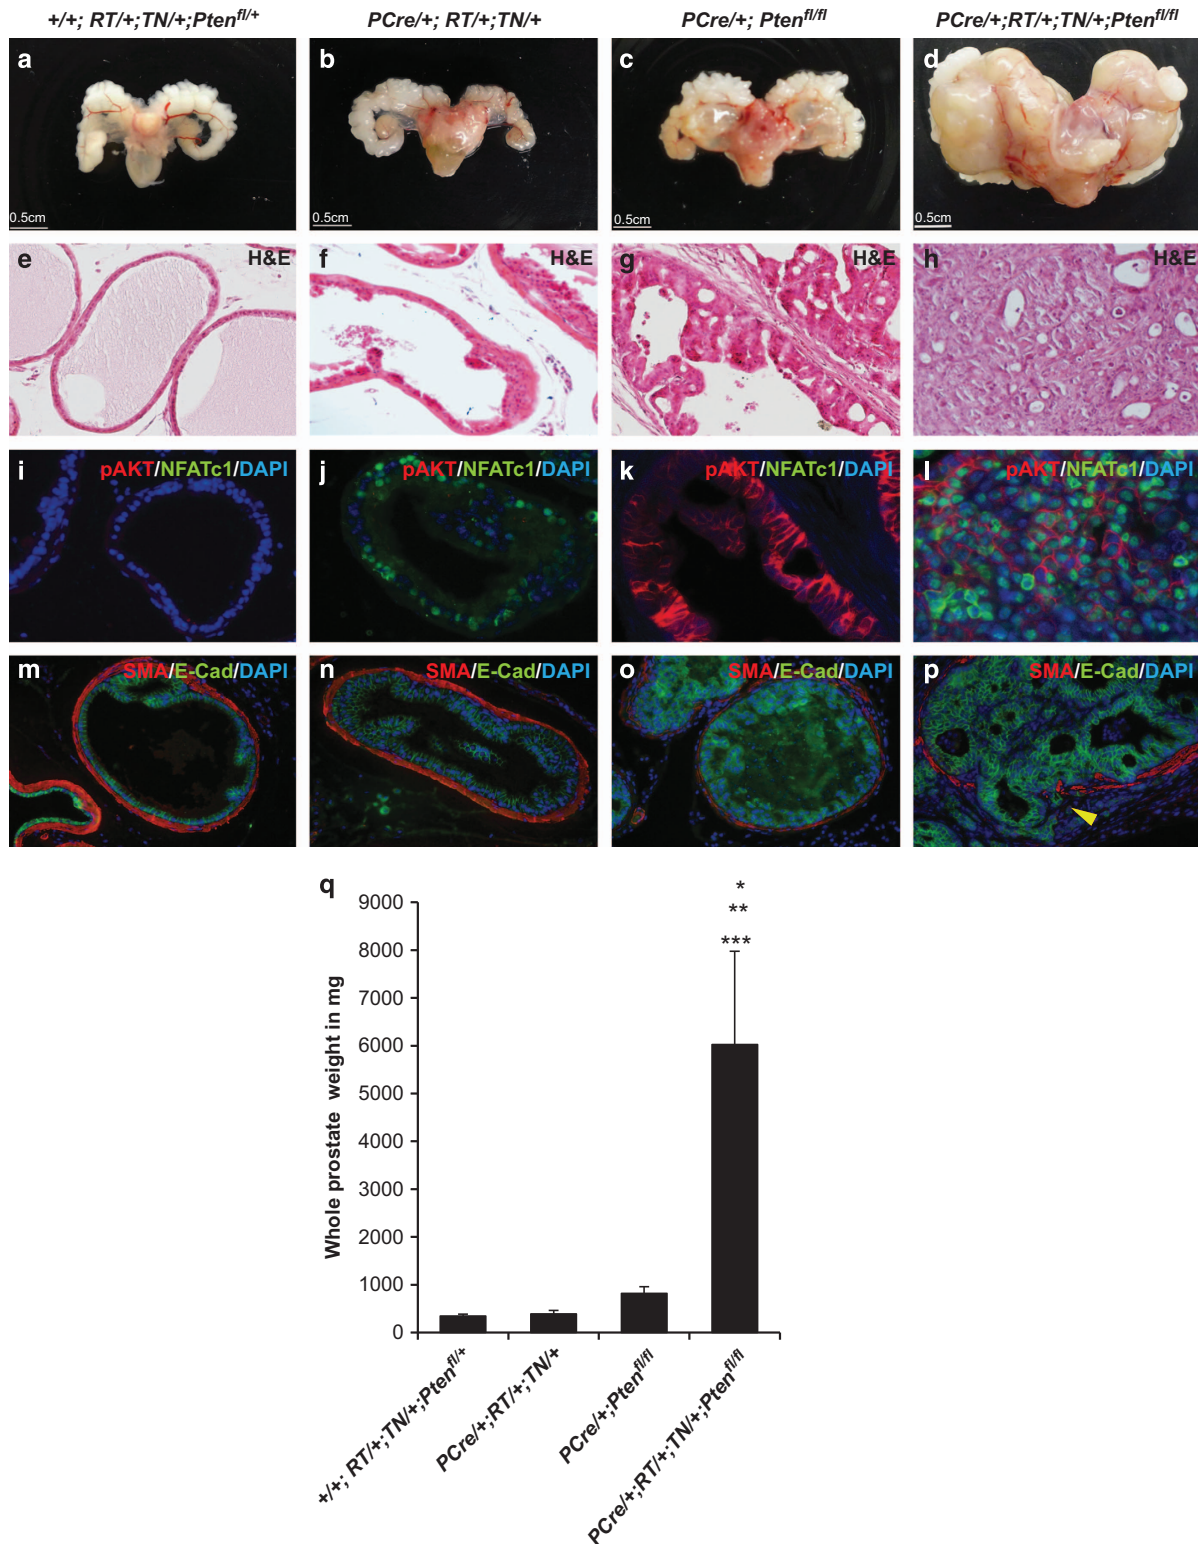 +/+; RT/+;TN/+;Pten^fl/+ PCre/+; RT/+;TN/+ PCre/+; Pten^fl/fl PCre/+;RT/+;TN/+;Pten^fl/fl
a b c d
0.5cm 0.5cm 0.5cm 0.5cm
e H&E f H&E g H&E h H&E
i pAKT/NFATc1/DAPI j pAKT/NFATc1/DAPI k pAKT/NFATc1/DAPI l pAKT/NFATc1/DAPI
m SMA/E-Cad/DAPI n SMA/E-Cad/DAPI o SMA/E-Cad/DAPI p SMA/E-Cad/DAPI
q
*
**
***
Whole prostate weight in mg
9000
8000
7000
6000
5000
4000
3000
2000
1000
0
+/+; RT/+;TN/+;Pten^fl/+
PCre/+;RT/+;TN/+
PCre/+;Pten^fl/fl
PCre/+;RT/+;TN/+;Pten^fl/fl